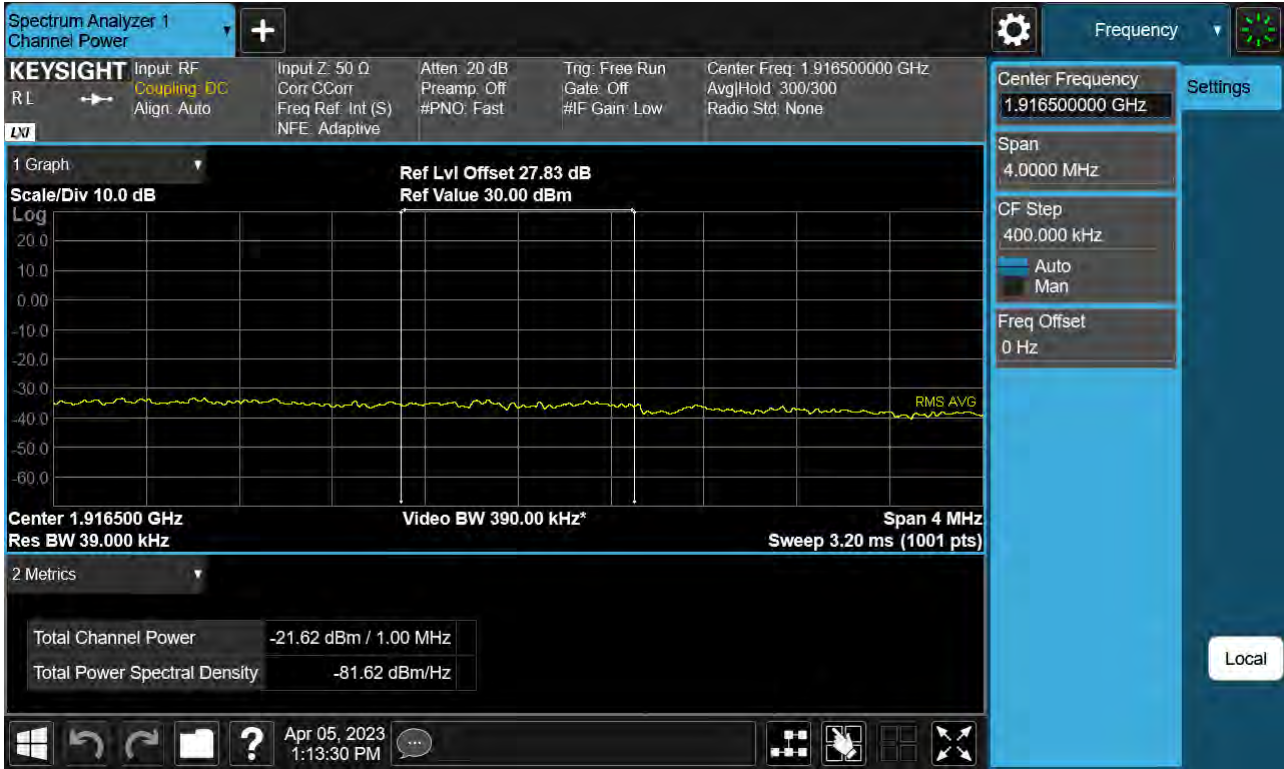 Spectrum Analyzer 1
Channel Power
Frequency
KEYSIGHT
R L
LXI
Input: RF
Coupling: DC
Align: Auto
Input Z: 50 Ω
Corr CCorr
Freq Ref: Int (S)
NFE: Adaptive
Atten: 20 dB
Preamp: Off
#PNO: Fast
Trig: Free Run
Gate: Off
#IF Gain: Low
Center Freq: 1.916500000 GHz
Avg|Hold: 300/300
Radio Std: None
Center Frequency
1.916500000 GHz
Settings
Span
4.0000 MHz
CF Step
400.000 kHz
Auto
Man
Freq Offset
0 Hz
1 Graph
Scale/Div 10.0 dB
Ref Lvl Offset 27.83 dB
Ref Value 30.00 dBm
Log
20.0
10.0
0.00
-10.0
-20.0
-30.0
-40.0
-50.0
-60.0
RMS AVG
Center 1.916500 GHz
Video BW 390.00 kHz*
Span 4 MHz
Res BW 39.000 kHz
Sweep 3.20 ms (1001 pts)
2 Metrics
Total Channel Power
-21.62 dBm / 1.00 MHz
Total Power Spectral Density
-81.62 dBm/Hz
Local
Apr 05, 2023
1:13:30 PM